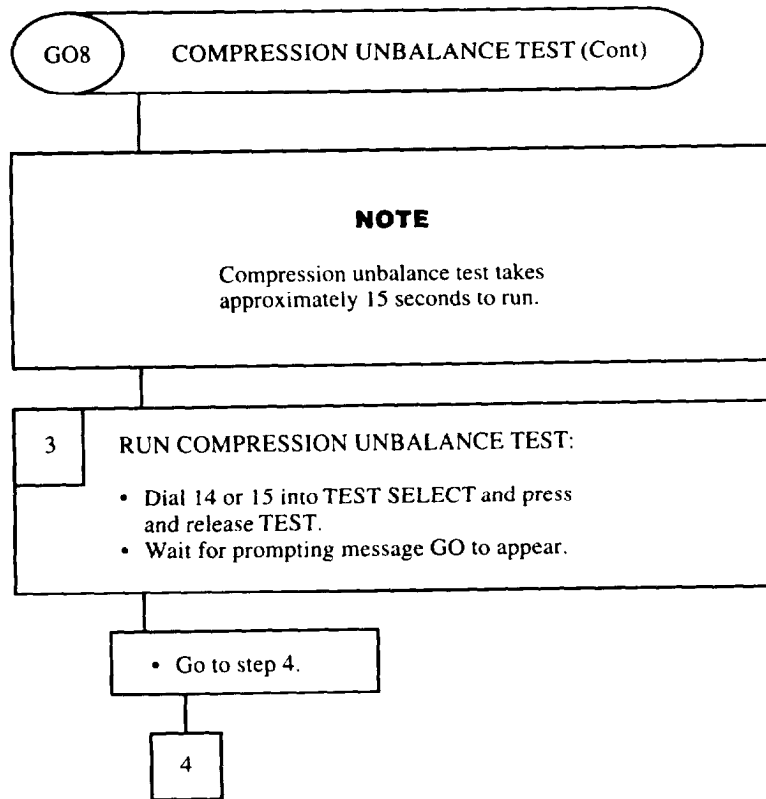 GO8 COMPRESSION UNBALANCE TEST (Cont)
NOTE
Compression unbalance test takes
approximately 15 seconds to run.
3 RUN COMPRESSION UNBALANCE TEST:
• Dial 14 or 15 into TEST SELECT and press
and release TEST.
• Wait for prompting message GO to appear.
• Go to step 4.
4